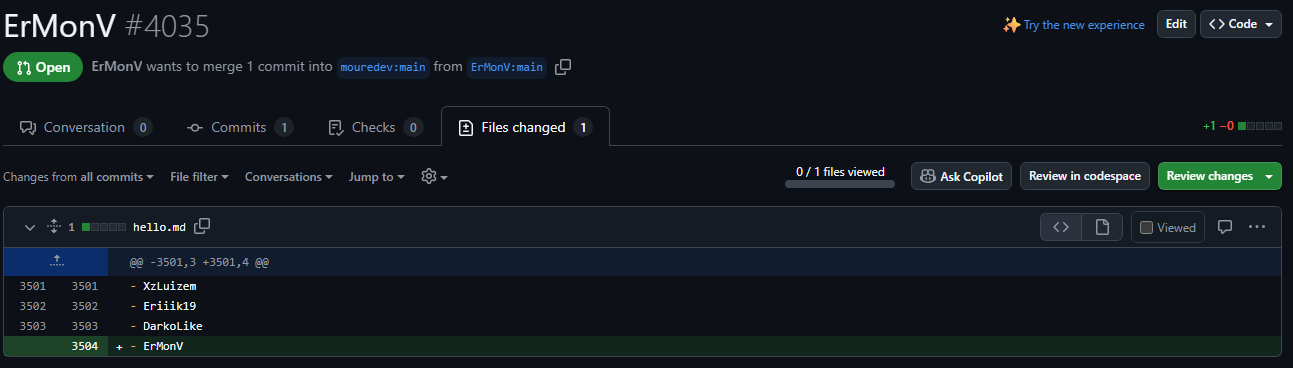 ErMonV #4035
Try the new experience
Edit
Code
Open
ErMonV wants to merge 1 commit into mouredev:main from ErMonV:main
Conversation 0
Commits 1
Checks 0
Files changed 1
+1 −0
Changes from all commits
File filter
Conversations
Jump to
0 / 1 files viewed
Ask Copilot
Review in codespace
Review changes
1 hello.md
Viewed
@@ -3501,3 +3501,4 @@
3501 3501 - XzLuizem
3502 3502 - Eriiik19
3503 3503 - DarkoLike
3504 + - ErMonV